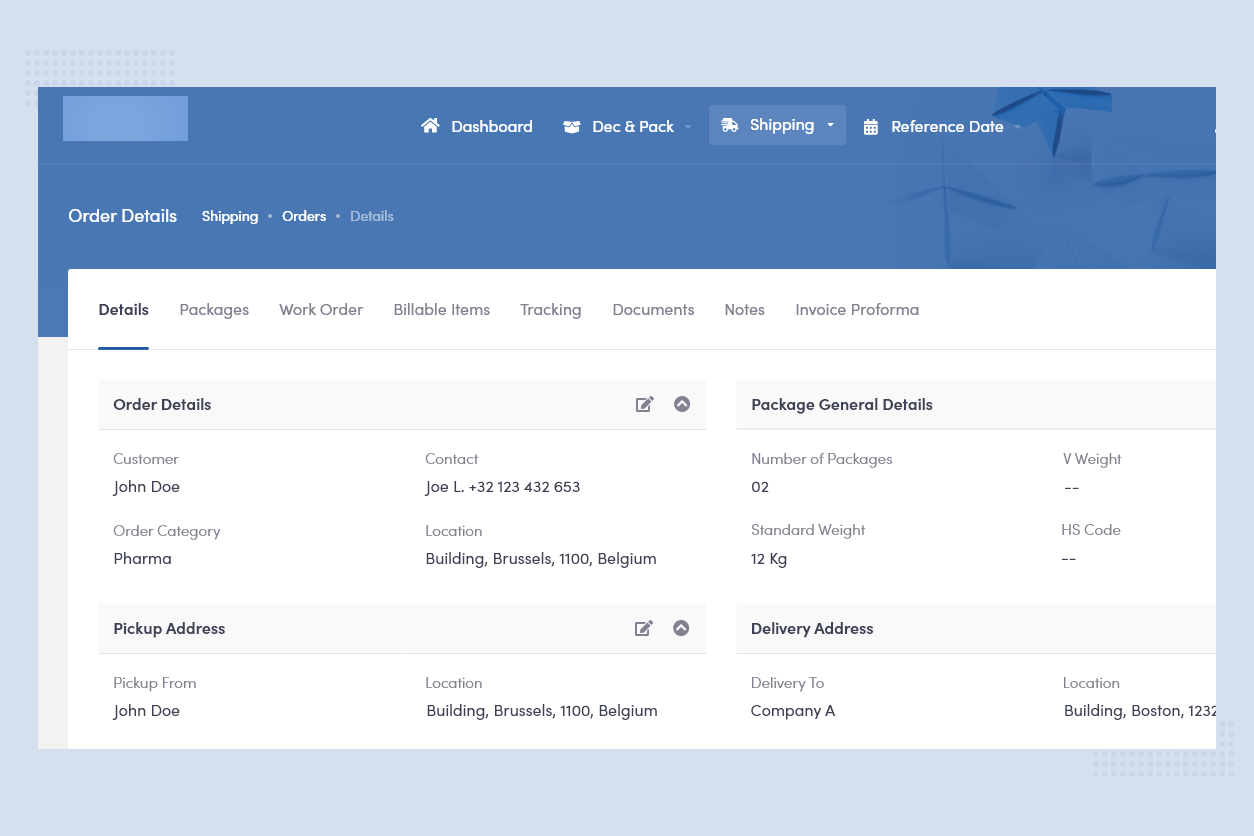 Dashboard Dec & Pack Shipping Reference Date
Order Details Shipping • Orders • Details
Details Packages Work Order Billable Items Tracking Documents Notes Invoice Proforma
Order Details
Package General Details
Customer Contact
Number of Packages V Weight
John Doe Joe L. +32 123 432 653
02 --
Order Category Location
Standard Weight HS Code
Pharma Building, Brussels, 1100, Belgium
12 Kg --
Pickup Address
Delivery Address
Pickup From Location
Delivery To Location
John Doe Building, Brussels, 1100, Belgium
Company A Building, Boston, 1232